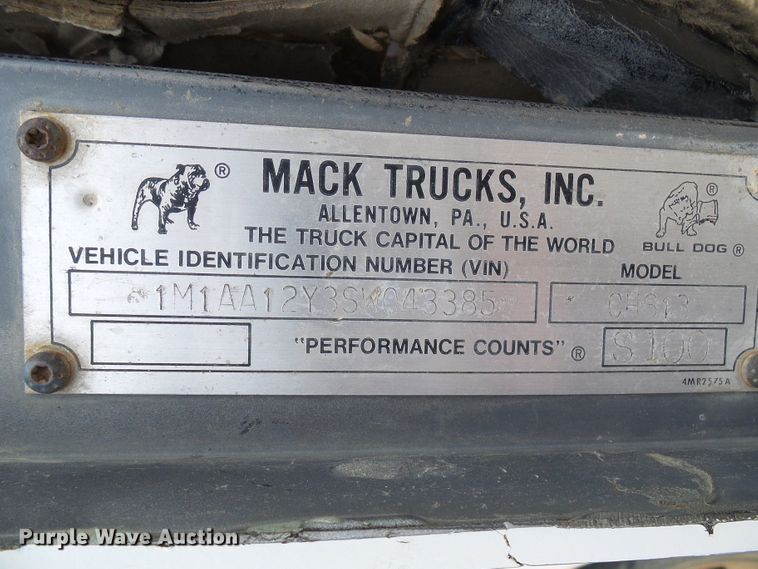 MACK TRUCKS, INC.
ALLENTOWN, PA., U.S.A.
THE TRUCK CAPITAL OF THE WORLD
BULL DOG ®
VEHICLE IDENTIFICATION NUMBER (VIN)
MODEL
1M1AA12Y3SW043385
CH613
"PERFORMANCE COUNTS" ®
S100
4MR2575A
Purple Wave Auction